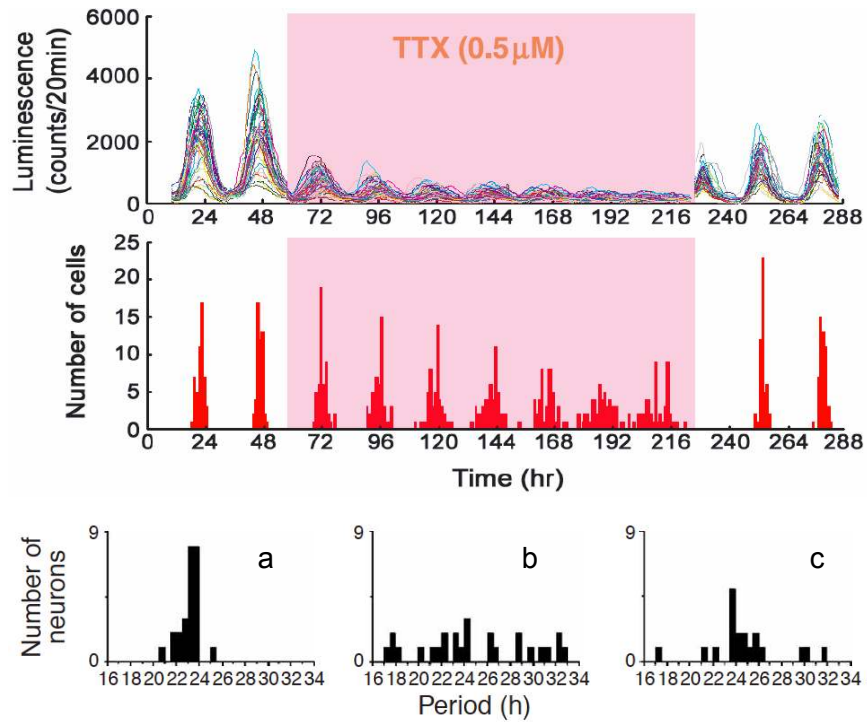 6000
4000
2000
0
Luminescence
(counts/20min)
TTX (0.5µM)
0 24 48 72 96 120 144 168 192 216 240 264 288
25
20
15
10
5
0
Number of cells
0 24 48 72 96 120 144 168 192 216 240 264 288
Time (hr)
Number of
neurons
9
0
a
16 18 20 22 24 26 28 30 32 34
9
0
b
16 18 20 22 24 26 28 30 32 34
9
0
c
16 18 20 22 24 26 28 30 32 34
Period (h)